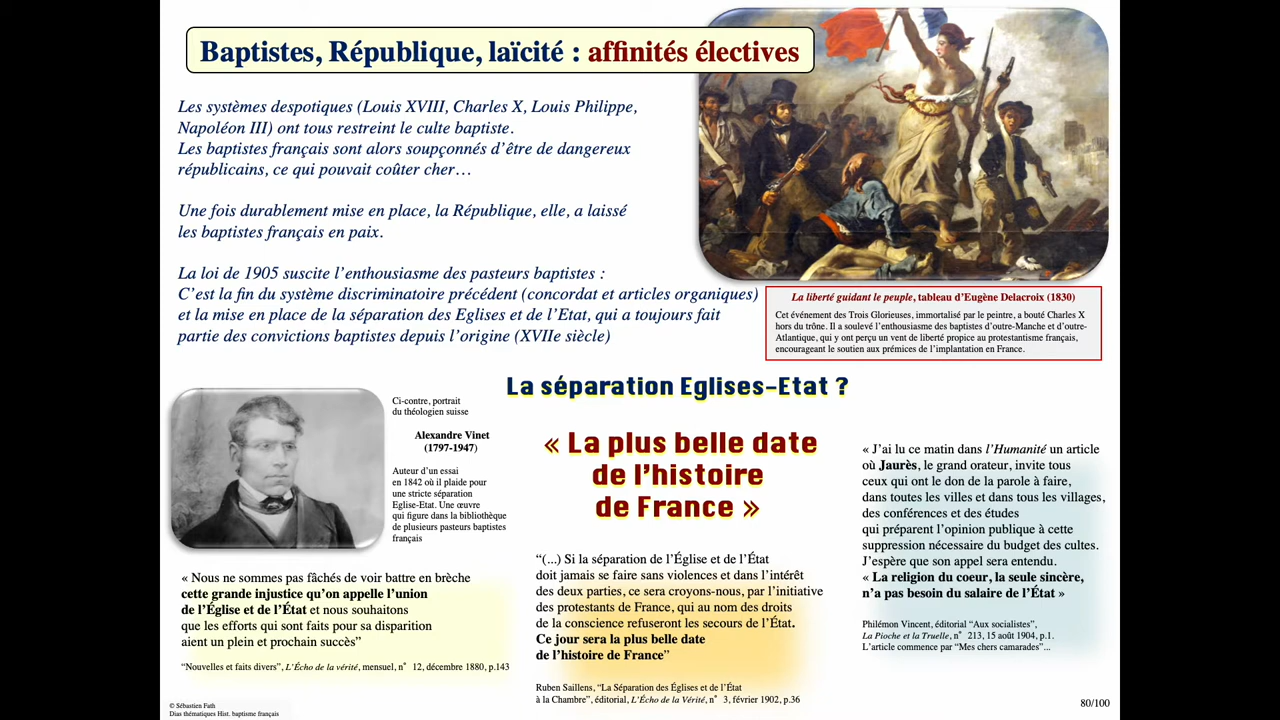 Baptistes, République, laïcité : affinités électives
Les systèmes despotiques (Louis XVIII, Charles X, Louis Philippe,
Napoléon III) ont tous restreint le culte baptiste.
Les baptistes français sont alors soupçonnés d’être de dangereux
républicains, ce qui pouvait coûter cher…
Une fois durablement mise en place, la République, elle, a laissé
les baptistes français en paix.
La loi de 1905 suscite l’enthousiasme des pasteurs baptistes :
C’est la fin du système discriminatoire précédent (concordat et articles organiques)
et la mise en place de la séparation des Eglises et de l’Etat, qui a toujours fait
partie des convictions baptistes depuis l’origine (XVIIe siècle)
La liberté guidant le peuple, tableau d’Eugène Delacroix (1830)
Cet événement des Trois Glorieuses, immortalisé par le peintre, a bouté Charles X
hors du trône. Il a soulevé l’enthousiasme des baptistes d’outre-Manche et d’outre-
Atlantique, qui y ont perçu un vent de liberté propice au protestantisme français,
encourageant le soutien aux prémices de l’implantation en France.
La séparation Eglises-Etat ?
Ci-contre, portrait
du théologien suisse
Alexandre Vinet
(1797-1947)
Auteur d’un essai
en 1842 où il plaide pour
une stricte séparation
Eglise-Etat. Une œuvre
qui figure dans la bibliothèque
de plusieurs pasteurs baptistes
français
« Nous ne sommes pas fâchés de voir battre en brèche
cette grande injustice qu’on appelle l’union
de l’Église et de l’État et nous souhaitons
que les efforts qui sont faits pour sa disparition
aient un plein et prochain succès”
“Nouvelles et faits divers”, L’Écho de la vérité, mensuel, n° 12, décembre 1880, p.143
« La plus belle date
de l’histoire
de France »
“(...) Si la séparation de l’Église et de l’État
doit jamais se faire sans violences et dans l’intérêt
des deux parties, ce sera croyons-nous, par l’initiative
des protestants de France, qui au nom des droits
de la conscience refuseront les secours de l’État.
Ce jour sera la plus belle date
de l’histoire de France”
Ruben Saillens, “La Séparation des Églises et de l’État
à la Chambre”, éditorial, L’Écho de la Vérité, n° 3, février 1902, p.36
« J’ai lu ce matin dans l’Humanité un article
où Jaurès, le grand orateur, invite tous
ceux qui ont le don de la parole à faire,
dans toutes les villes et dans tous les villages,
des conférences et des études
qui préparent l’opinion publique à cette
suppression nécessaire du budget des cultes.
J’espère que son appel sera entendu.
« La religion du coeur, la seule sincère,
n’a pas besoin du salaire de l’État »
Philémon Vincent, éditorial “Aux socialistes”,
La Pioche et la Truelle, n° 213, 15 août 1904, p.1.
L’article commence par “Mes chers camarades”...
© Sébastien Fath
Dias thématiques Hist. baptisme français
80/100